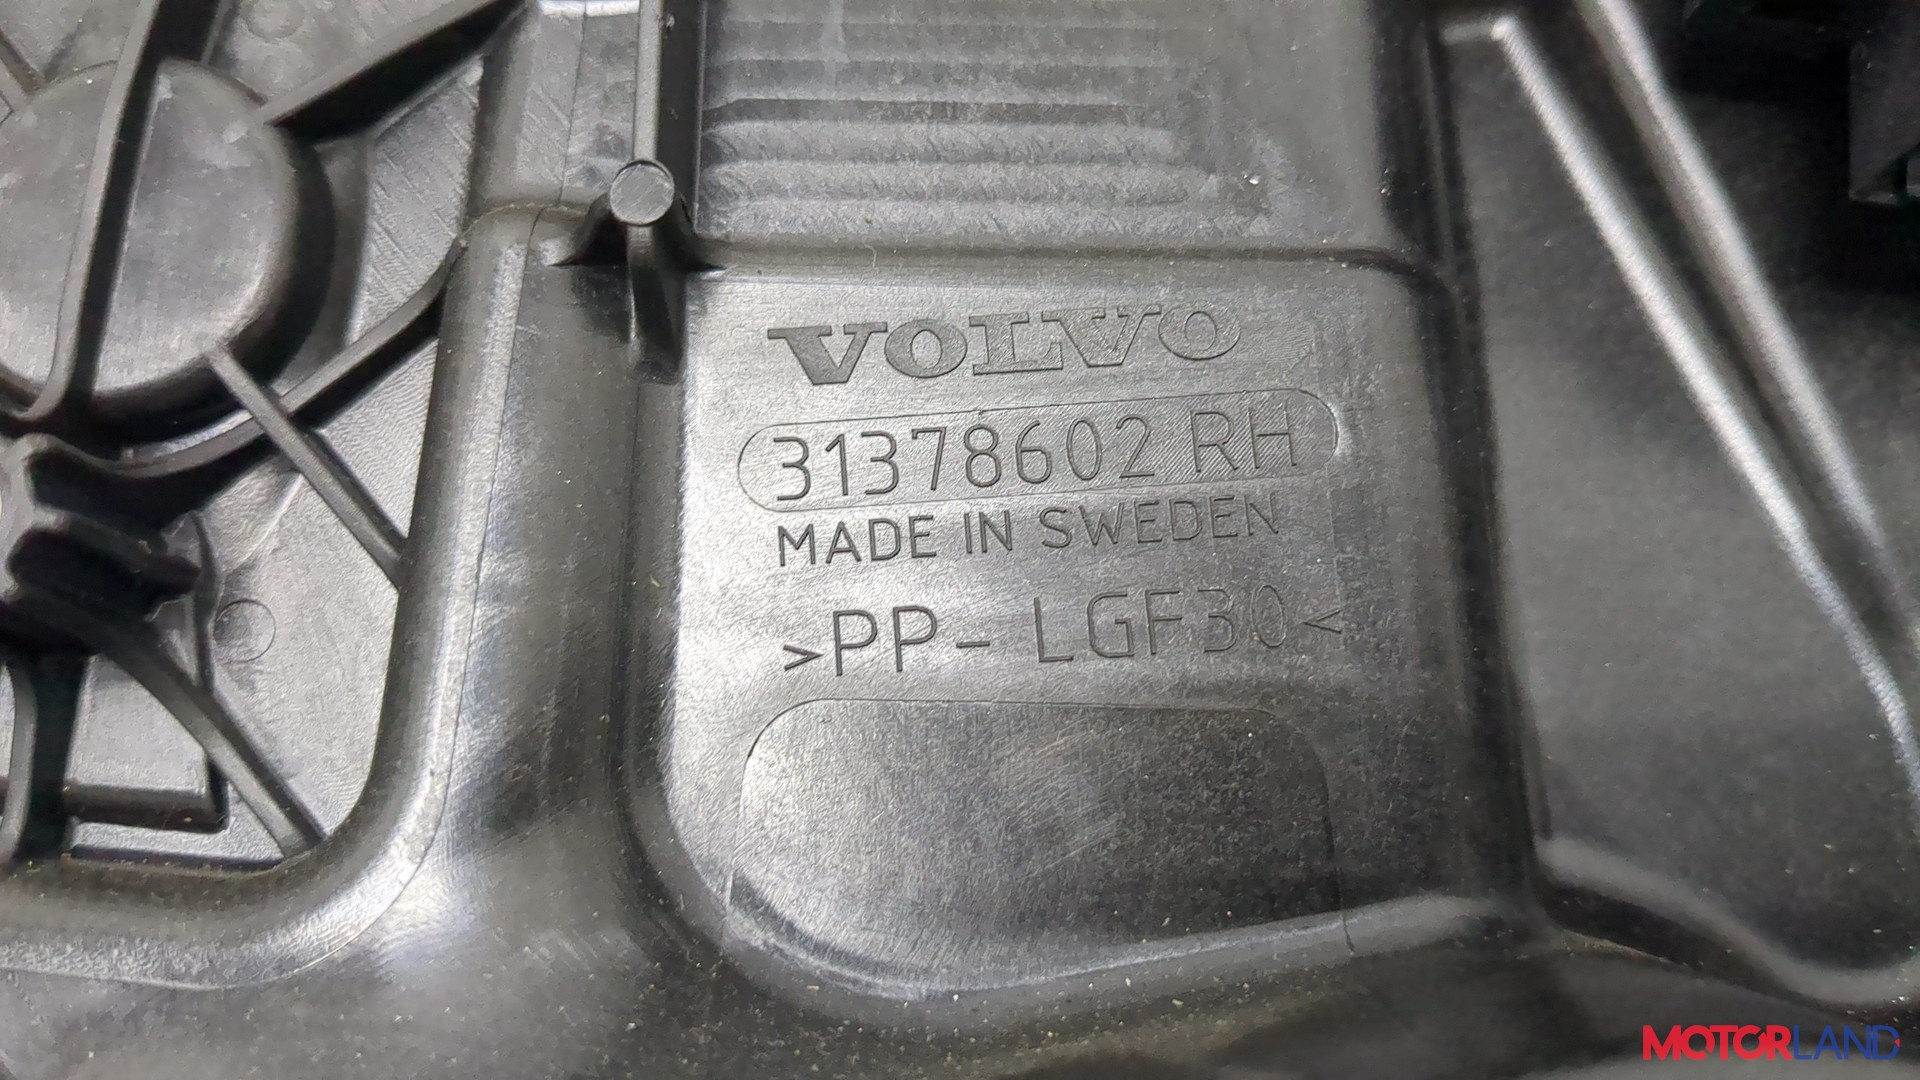 VOLVO
31378602 RH
MADE IN SWEDEN
>PP- LGF30<
MOTORLAND